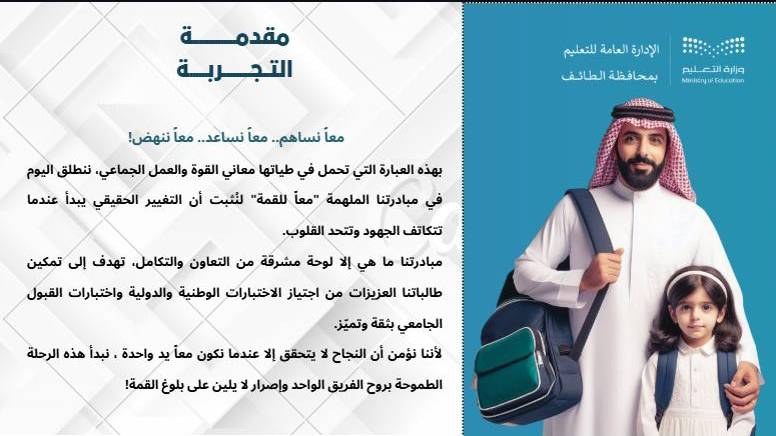 مقدمة
التجربة
معاً نساهم.. معاً نساعد.. معاً ننهض!
بهذه العبارة التي تحمل في طياتها معاني القوة والعمل الجماعي، ننطلق اليوم
في مبادرتنا الملهمة "معاً للقمة" لنُثبت أن التغيير الحقيقي يبدأ عندما
تتكاتف الجهود وتتحد القلوب.
مبادرتنا ما هي إلا لوحة مشرقة من التعاون والتكامل، تهدف إلى تمكين
طالباتنا العزيزات من اجتياز الاختبارات الوطنية والدولية واختبارات القبول
الجامعي بثقة وتميّز.
لأننا نؤمن أن النجاح لا يتحقق إلا عندما نكون معاً يد واحدة ، نبدأ هذه الرحلة
الطموحة بروح الفريق الواحد وإصرار لا يلين على بلوغ القمة!
الإدارة العامة للتعليم
بمحافظة الطائف
وزارة التعليم
Ministry of Education